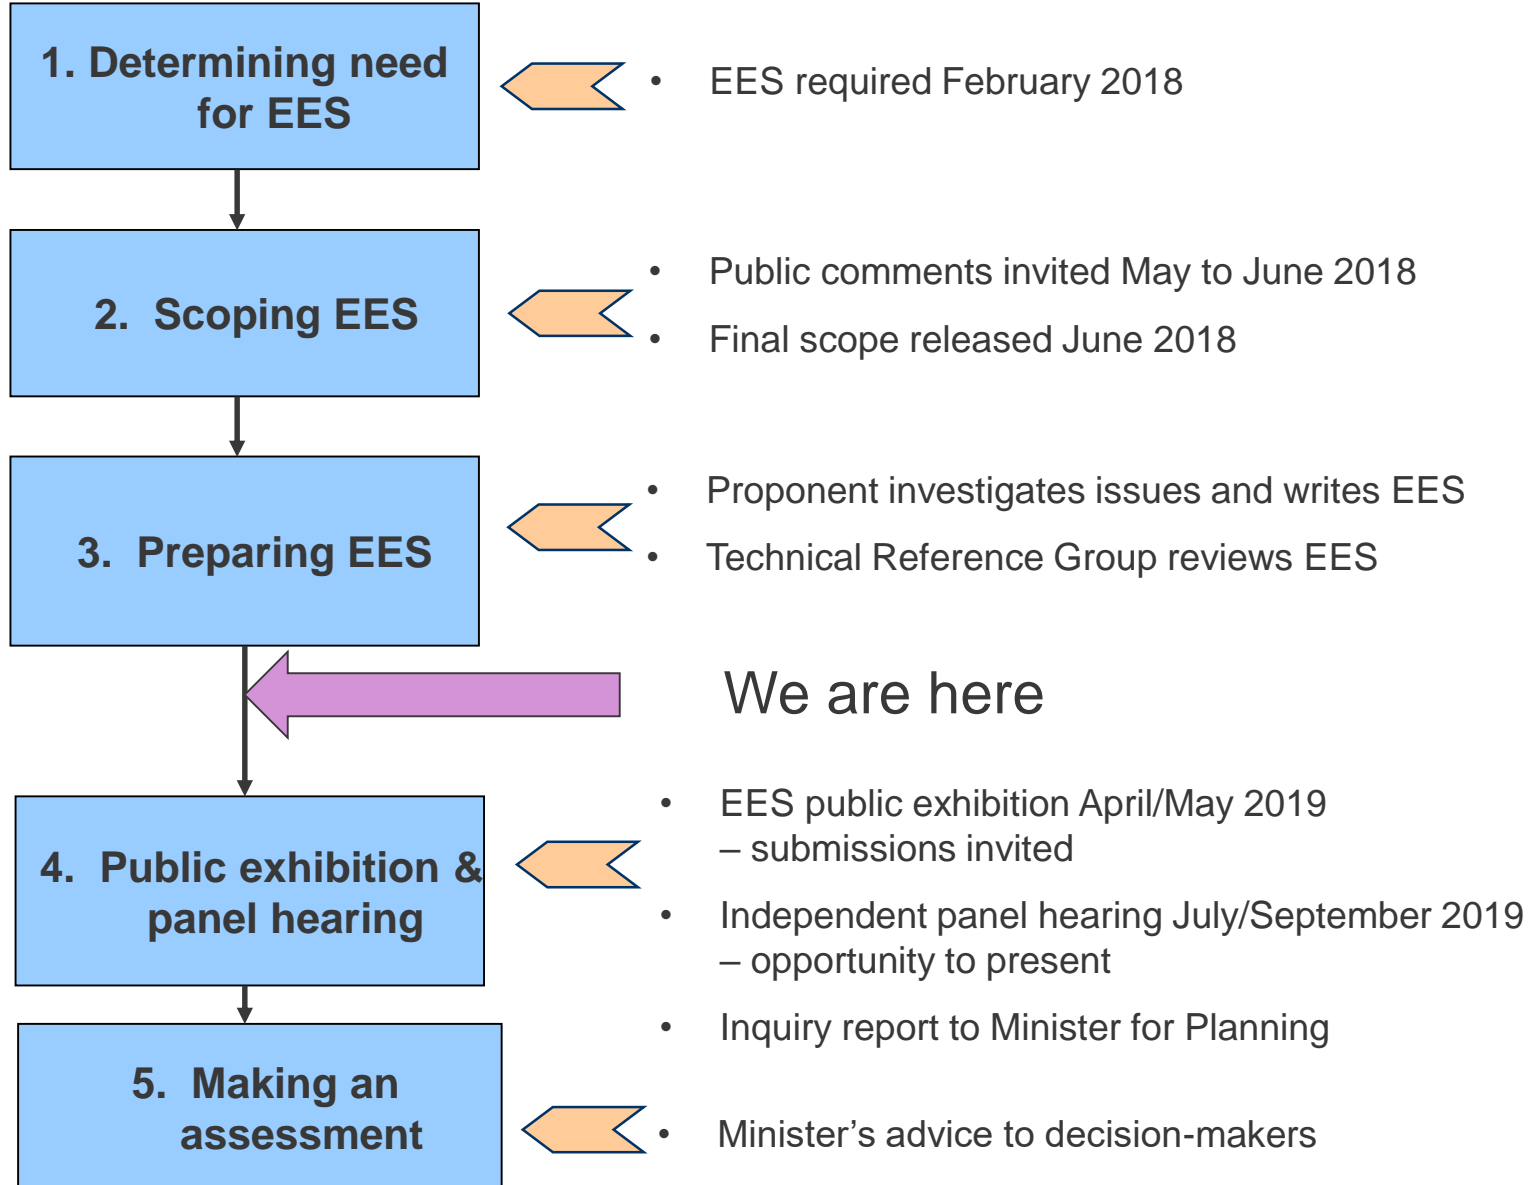 1. Determining need
for EES
• EES required February 2018
2. Scoping EES
• Public comments invited May to June 2018
• Final scope released June 2018
3. Preparing EES
• Proponent investigates issues and writes EES
• Technical Reference Group reviews EES
We are here
4. Public exhibition &
panel hearing
• EES public exhibition April/May 2019
– submissions invited
• Independent panel hearing July/September 2019
– opportunity to present
• Inquiry report to Minister for Planning
5. Making an
assessment
• Minister’s advice to decision-makers